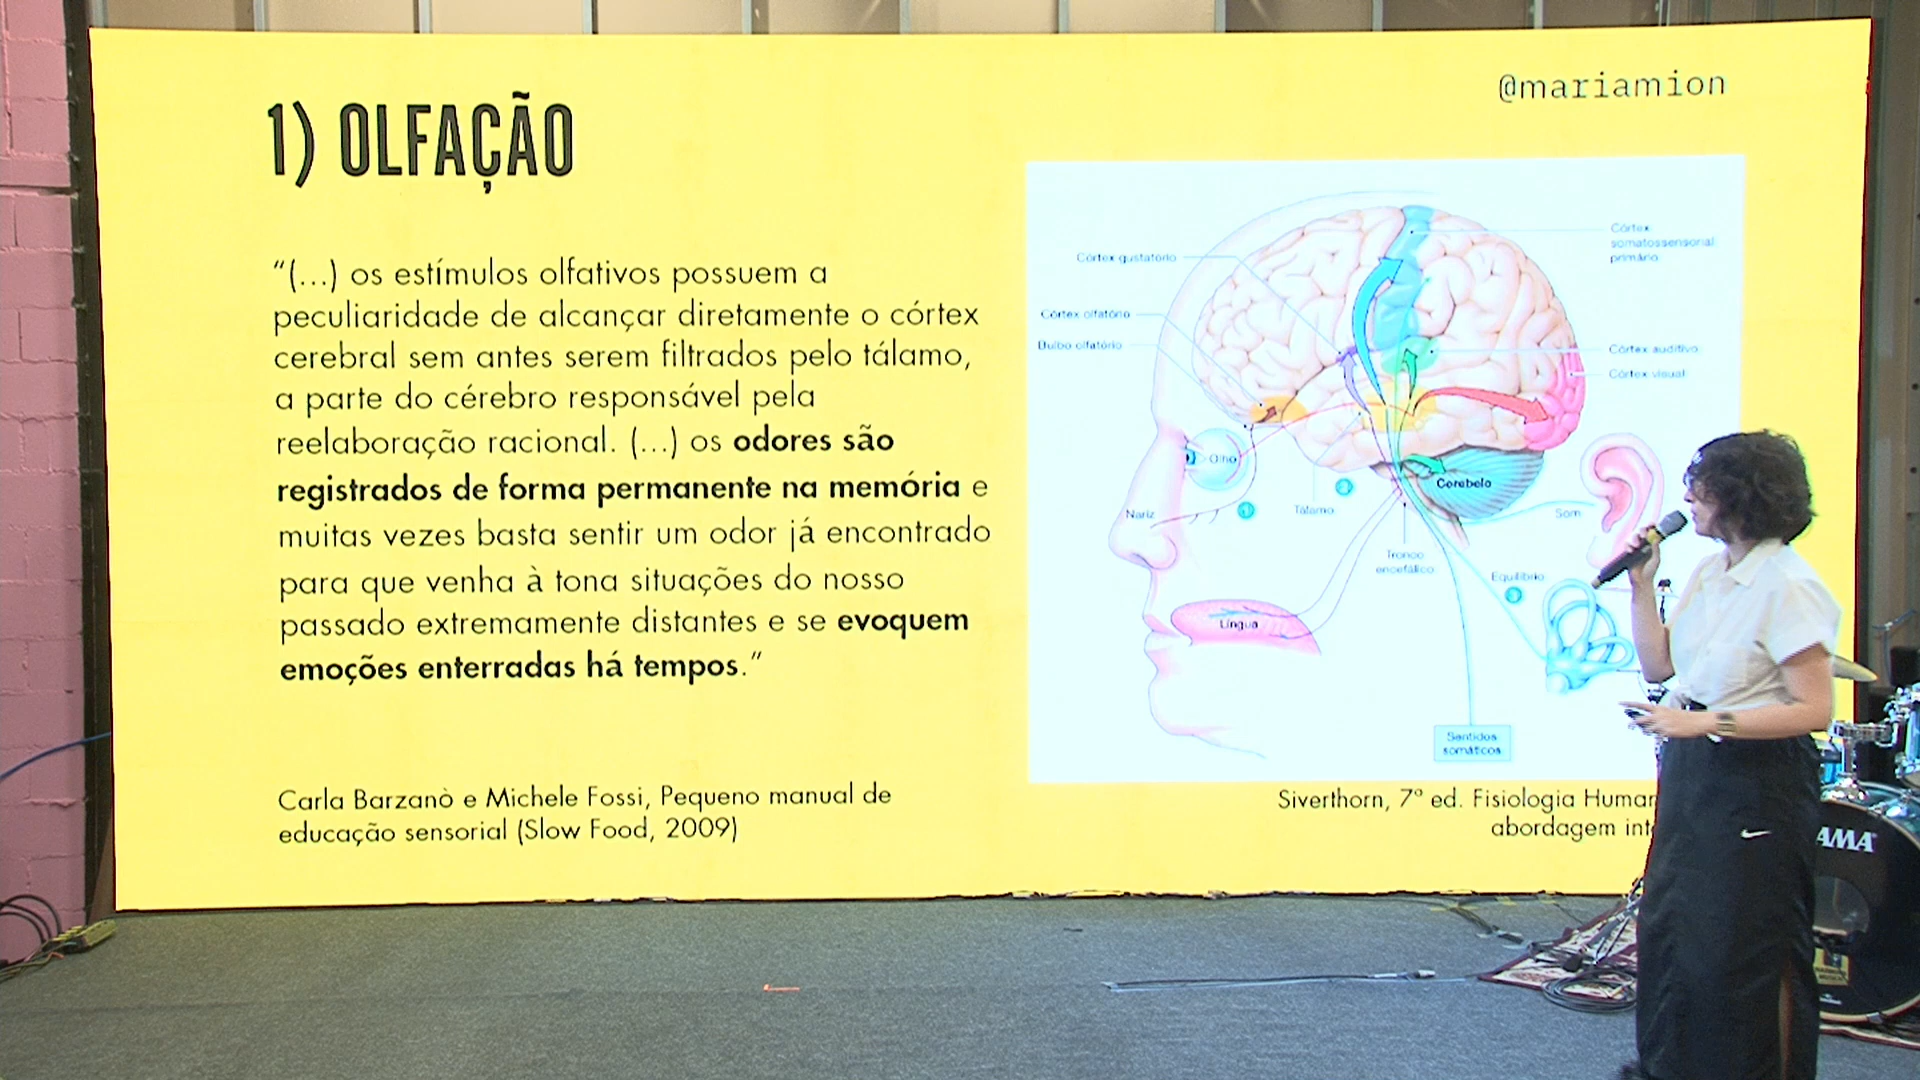 1) OLFAÇÃO
@mariamion
“(...) os estímulos olfativos possuem a
peculiaridade de alcançar diretamente o córtex
cerebral sem antes serem filtrados pelo tálamo,
a parte do cérebro responsável pela
reelaboração racional. (...) os odores são
registrados de forma permanente na memória e
muitas vezes basta sentir um odor já encontrado
para que venha à tona situações do nosso
passado extremamente distantes e se evoquem
emoções enterradas há tempos.”
Carla Barzanò e Michele Fossi, Pequeno manual de
educação sensorial (Slow Food, 2009)
Córtex gustatório
Córtex olfatório
Bulbo olfatório
Córtex
somatossensorial
primário
Córtex auditivo
Córtex visual
Olho
Nariz
Tálamo
Cerebelo
Som
Tronco
encefálico
Equilíbrio
Língua
Sentidos
somáticos
Siverthorn, 7ª ed. Fisiologia
abordagem
AMA